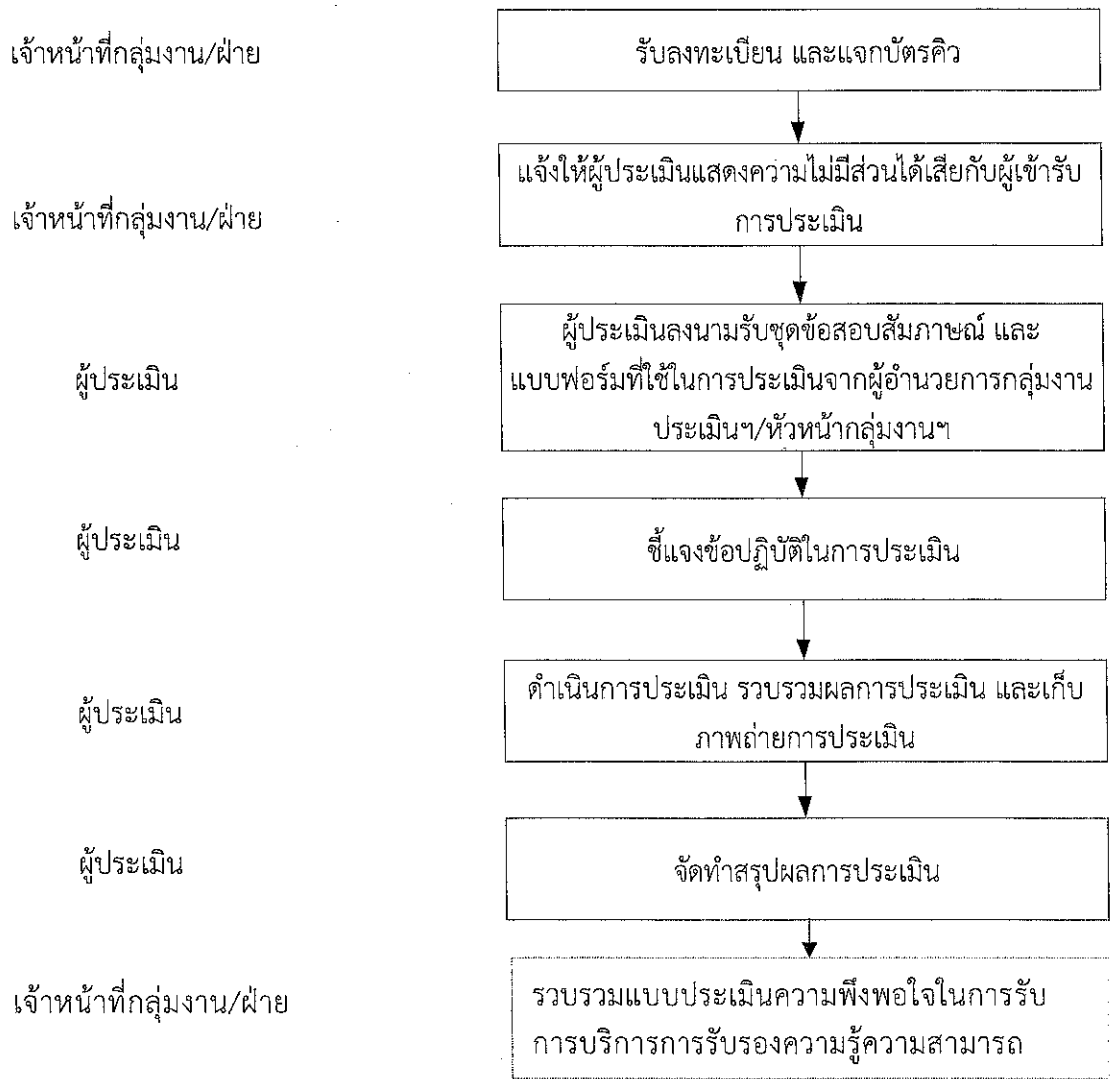 เจ้าหน้าที่กลุ่มงาน/ฝ่าย
รับลงทะเบียน และแจกบัตรคิว
เจ้าหน้าที่กลุ่มงาน/ฝ่าย
แจ้งให้ผู้ประเมินแสดงความไม่มีส่วนได้เสียกับผู้เข้ารับ
การประเมิน
ผู้ประเมิน
ผู้ประเมินลงนามรับชุดข้อสอบสัมภาษณ์ และ
แบบฟอร์มที่ใช้ในการประเมินจากผู้อำนวยการกลุ่มงาน
ประเมินฯ/หัวหน้ากลุ่มงานฯ
ผู้ประเมิน
ชี้แจงข้อปฏิบัติในการประเมิน
ผู้ประเมิน
ดำเนินการประเมิน รวบรวมผลการประเมิน และเก็บ
ภาพถ่ายการประเมิน
ผู้ประเมิน
จัดทำสรุปผลการประเมิน
เจ้าหน้าที่กลุ่มงาน/ฝ่าย
รวบรวมแบบประเมินความพึงพอใจในการรับ
การบริการการรับรองความรู้ความสามารถ